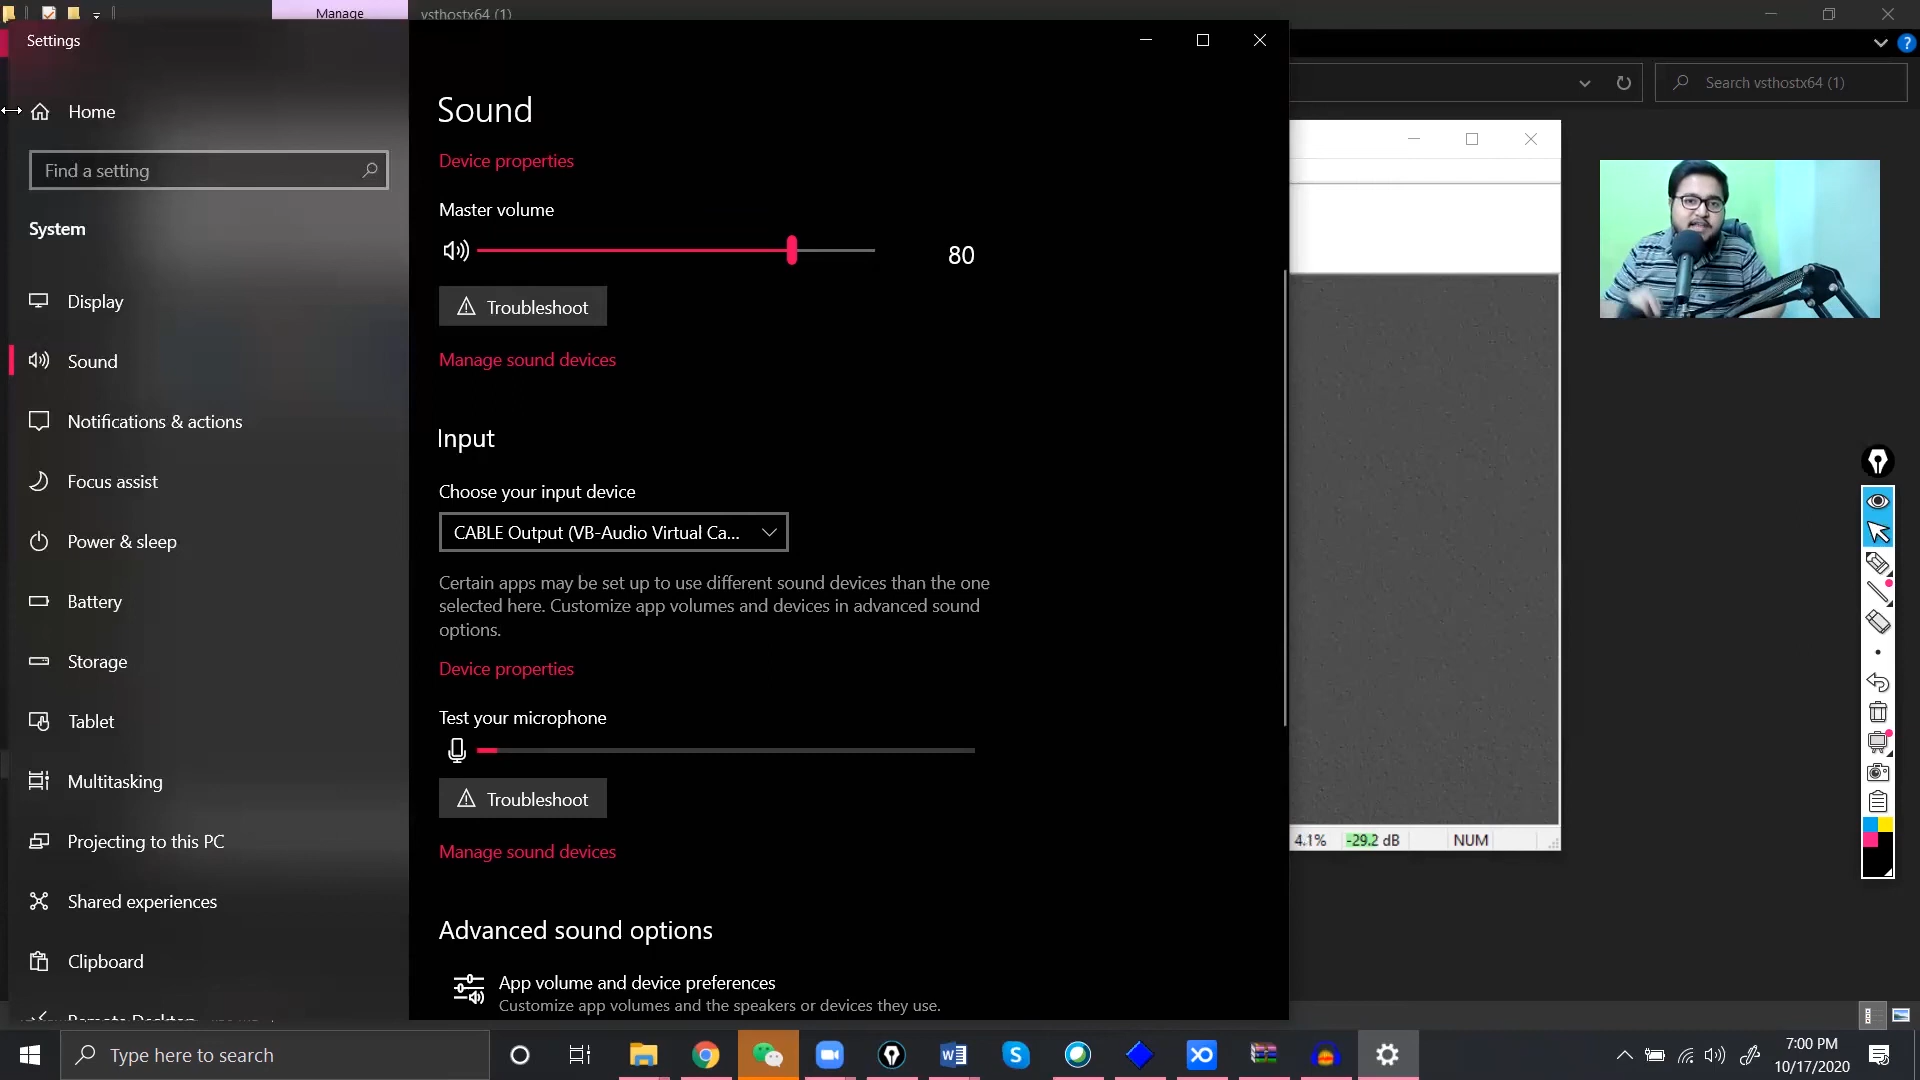 Manage
vsthostx64 (1)
Settings
Home
Find a setting
System
Display
Sound
Notifications & actions
Focus assist
Power & sleep
Battery
Storage
Tablet
Multitasking
Projecting to this PC
Shared experiences
Clipboard
Remote Desktop
Sound
Device properties
Master volume
80
Troubleshoot
Manage sound devices
Input
Choose your input device
CABLE Output (VB-Audio Virtual Ca...
Certain apps may be set up to use different sound devices than the one
selected here. Customize app volumes and devices in advanced sound
options.
Device properties
Test your microphone
Troubleshoot
Manage sound devices
Advanced sound options
App volume and device preferences
Customize app volumes and the speakers or devices they use.
Search vsthostx64 (1)
4.1% -29.2 dB NUM
Type here to search
7:00 PM
10/17/2020